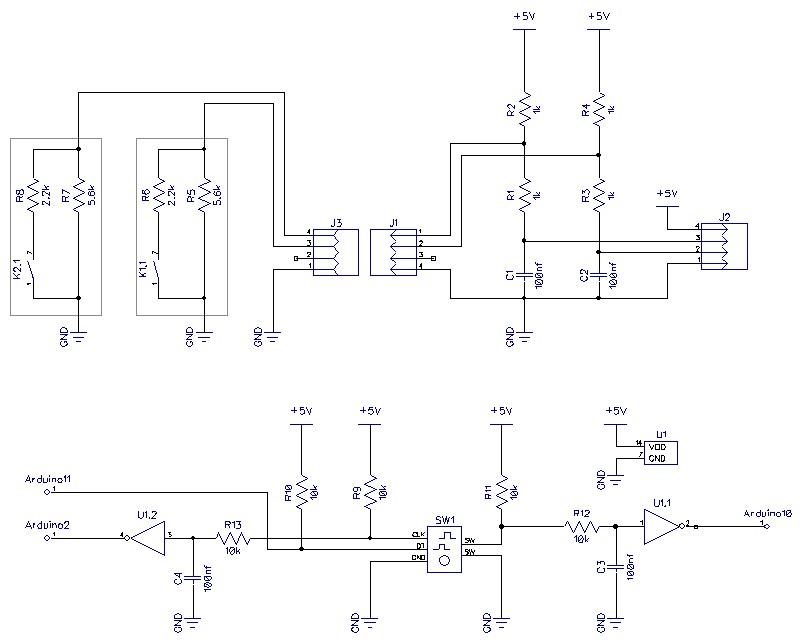 +5V +5V
R2 1k R4 1k
R8 2.2k R7 5.6k R6 2.2k R5 5.6k
R1 1k R3 1k
+5V
J3 J1 J2
4 3 2 1
1 2 3 4
4 3 2 1
K2.1 7 1
K1.1 7 1
C1 100nf C2 100nf
GND GND GND GND
+5V +5V +5V +5V
U1
14 VDD
7 GND
GND
Arduino11
1
R10 10k R9 10k R11 10k
Arduino2
1
U1.2
4 3
R13
10k
SW1
CLK
DT
GND
SW
SW
R12
10k
U1.1
1 2
Arduino10
1
C4 100nf C3 100nf
GND GND GND GND